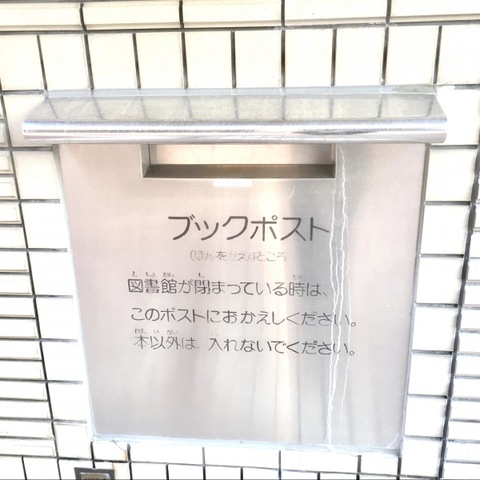 ブックポスト
(ほんをかえすところ
図書館が閉まっている時は、
このポストにおかえしください。
本以外は、入れないでください。